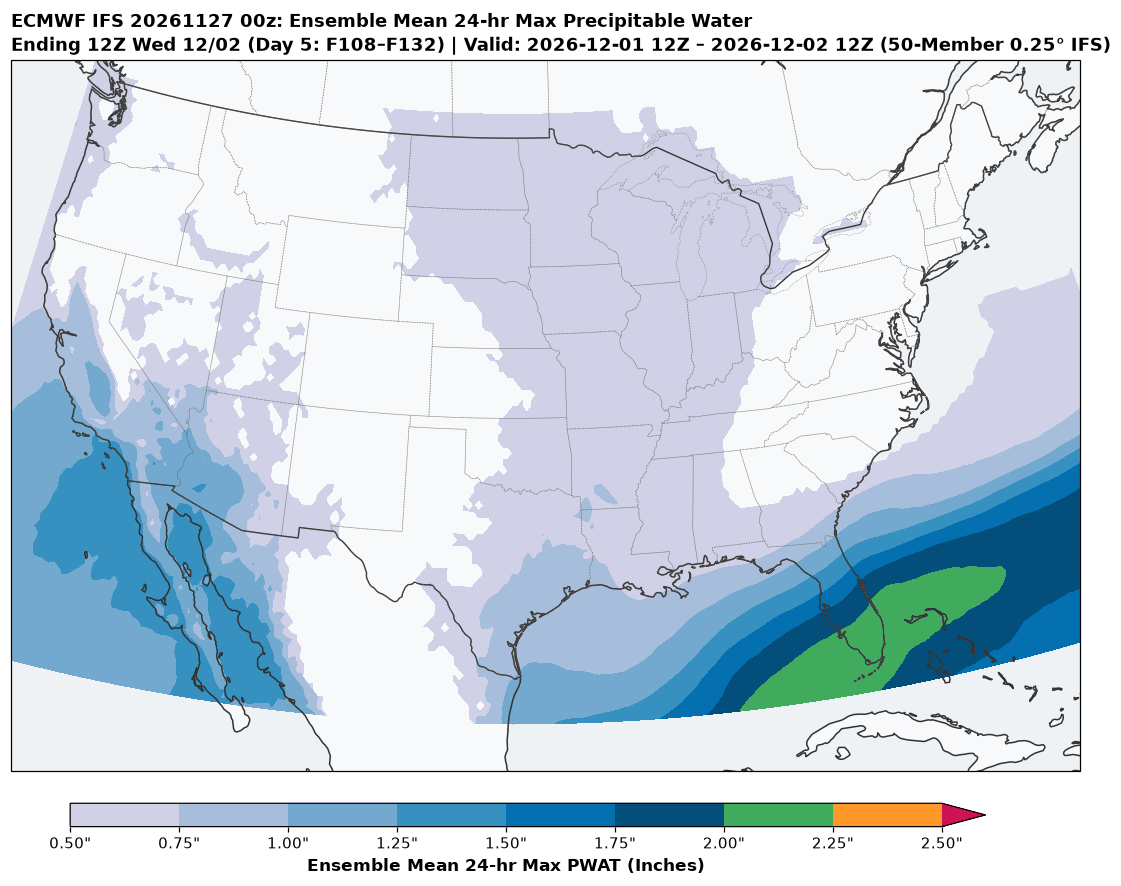 ECMWF IFS 20261127 00z: Ensemble Mean 24-hr Max Precipitable Water
Ending 12Z Wed 12/02 (Day 5: F108–F132) | Valid: 2026-12-01 12Z – 2026-12-02 12Z (50-Member 0.25° IFS)
0.50" 0.75" 1.00" 1.25" 1.50" 1.75" 2.00" 2.25" 2.50"
Ensemble Mean 24-hr Max PWAT (Inches)